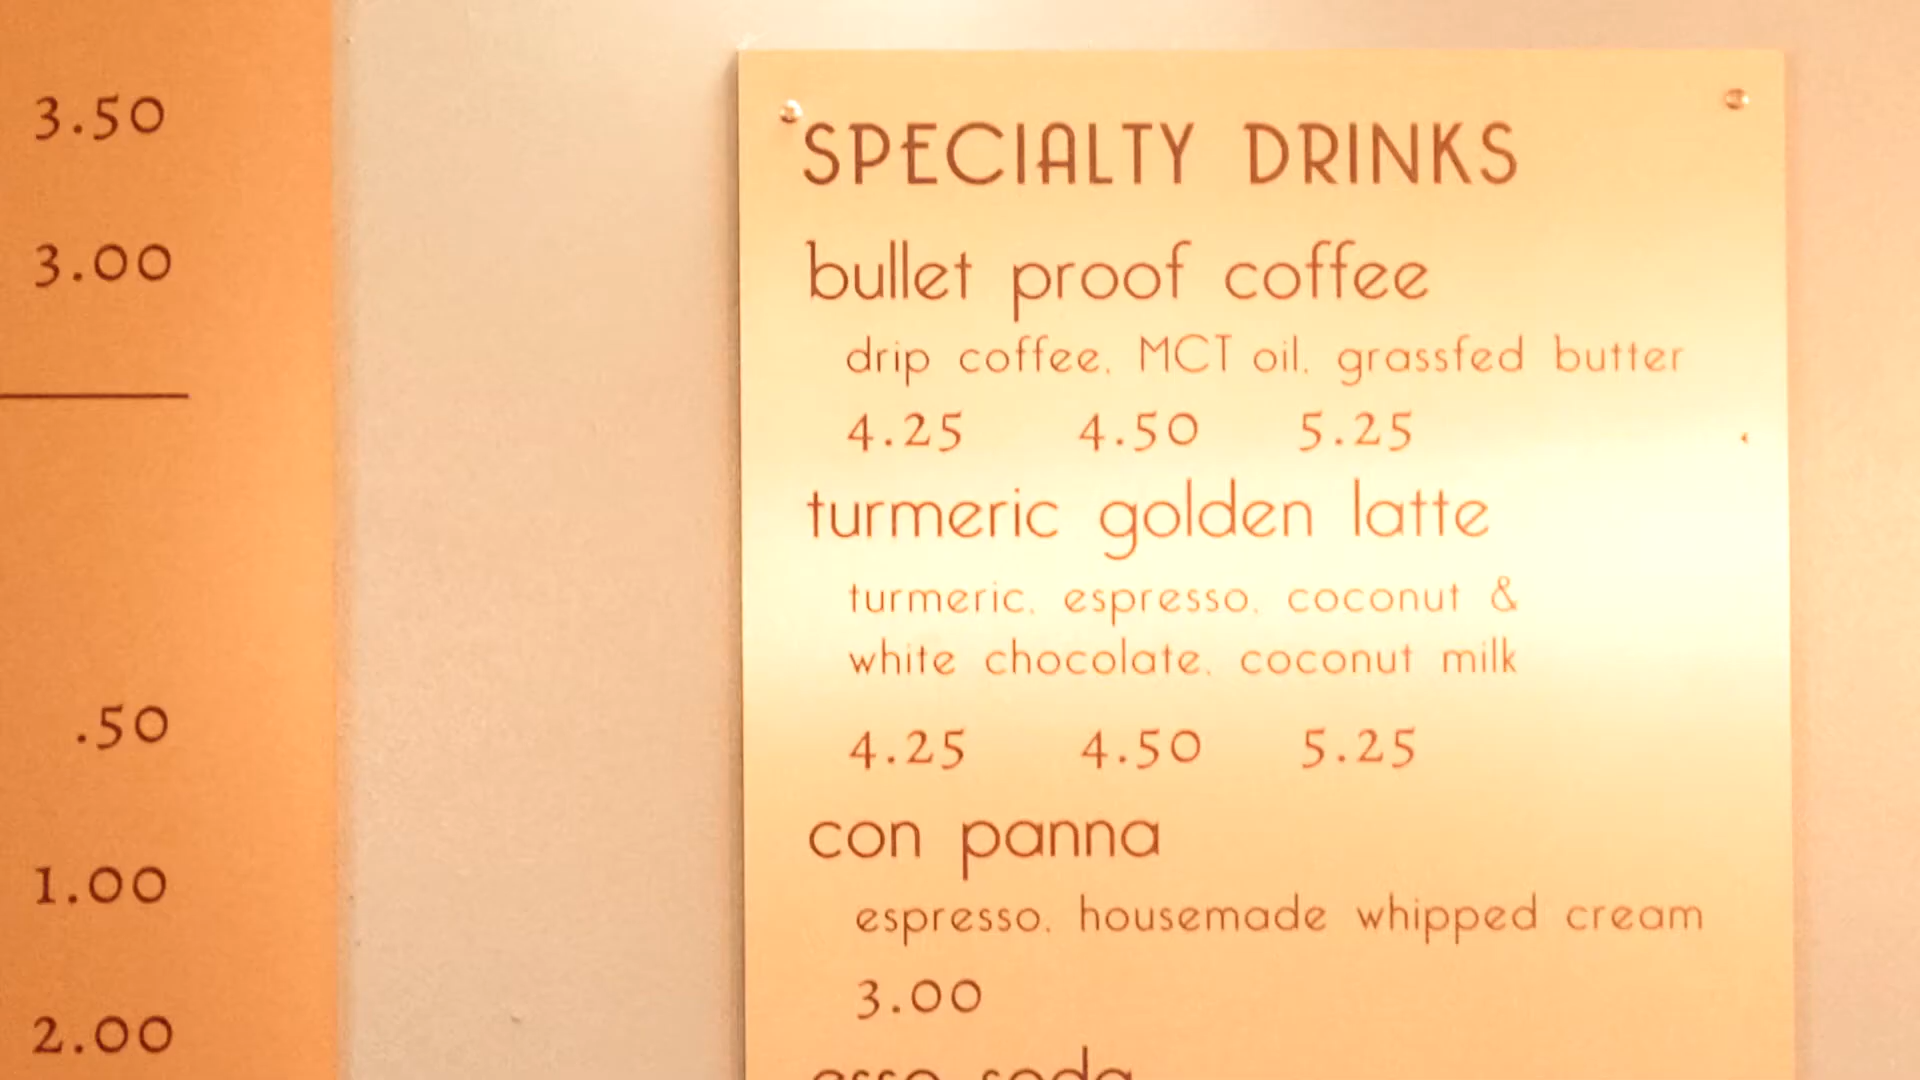 3.50
3.00
.50
1.00
2.00
SPECIALTY DRINKS
bullet proof coffee
drip coffee, MCT oil, grassfed butter
4.25 4.50 5.25
turmeric golden latte
turmeric, espresso, coconut &
white chocolate, coconut milk
4.25 4.50 5.25
con panna
espresso, housemade whipped cream
3.00